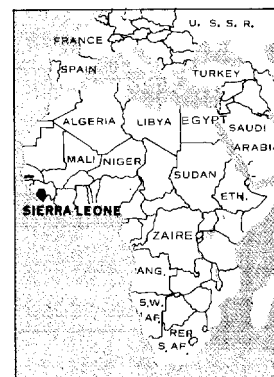 U. S. S. R.
FRANCE
SPAIN
TURKEY
ALGERIA
LIBYA
EGYPT
SAUDI
ARABIA
MALI
NIGER
SUDAN
ETH.
SIERRA LEONE
ZAIRE
ANG.
S.W.
AF.
REP.
S. AF.